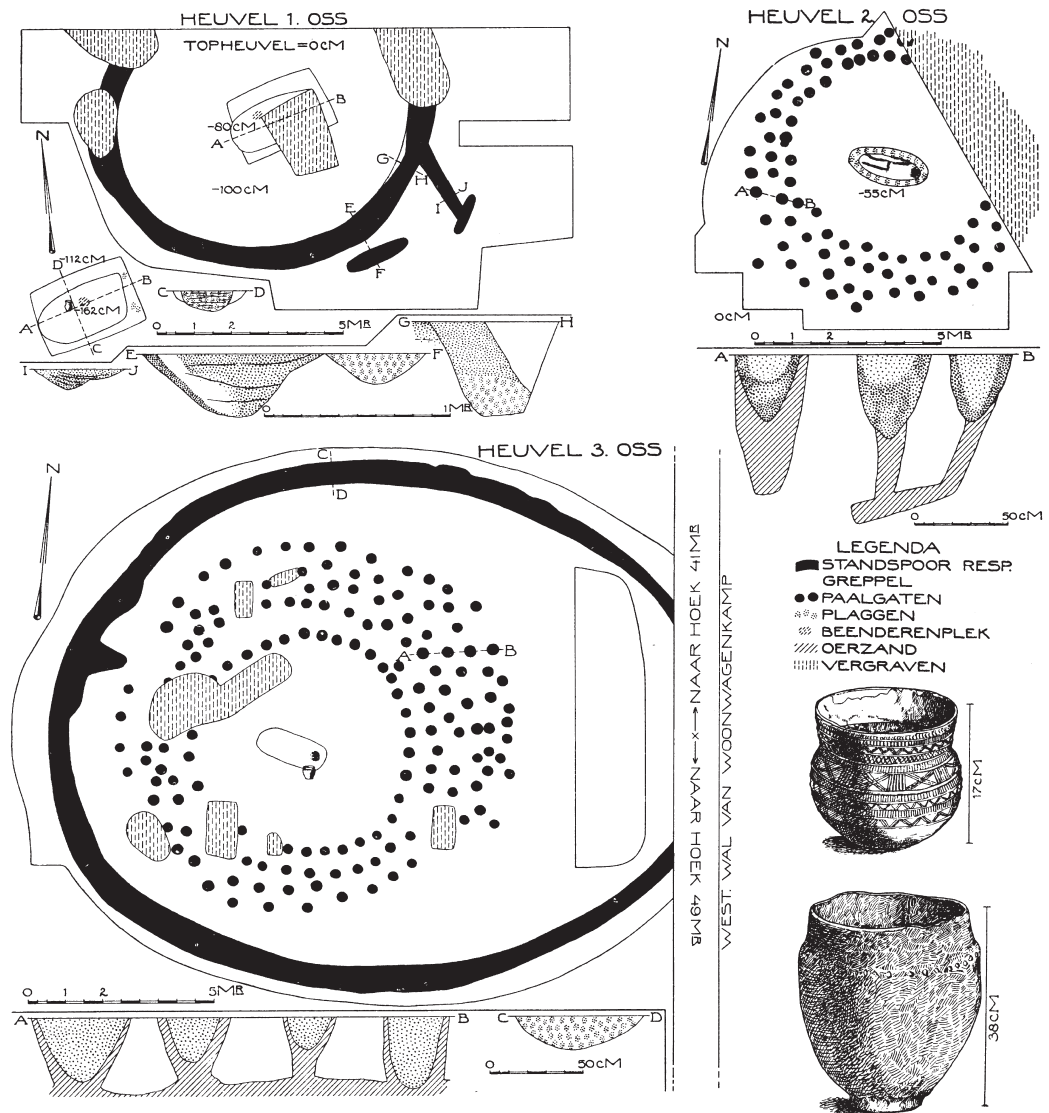 HEUVEL 1. OSS
TOPHEUVEL=0cM
N
-80cM
A
B
-100cM
G
H
J
I
E
F
D
-112cM
B
-162cM
A
C
C D
0 1 2 5MR
G H
E F
I J
0 1MR
HEUVEL 2 OSS
N
A B
-55cM
0cM
0 1 2 5MR
A B
0 50cM
HEUVEL 3. OSS
N
C
D
A B
0 1 2 5MR
A B
C D
0 50cM
NAAR HOEK 49MR ←—x—→ NAAR HOEK 41MR
WEST. WAL VAN WOONWAGENKAMP
LEGENDA
STANDSPOOR RESP.
GREPPEL
PAALGATEN
PLAGGEN
BEENDERENPLEK
OERZAND
VERGRAVEN
17cM
38cM